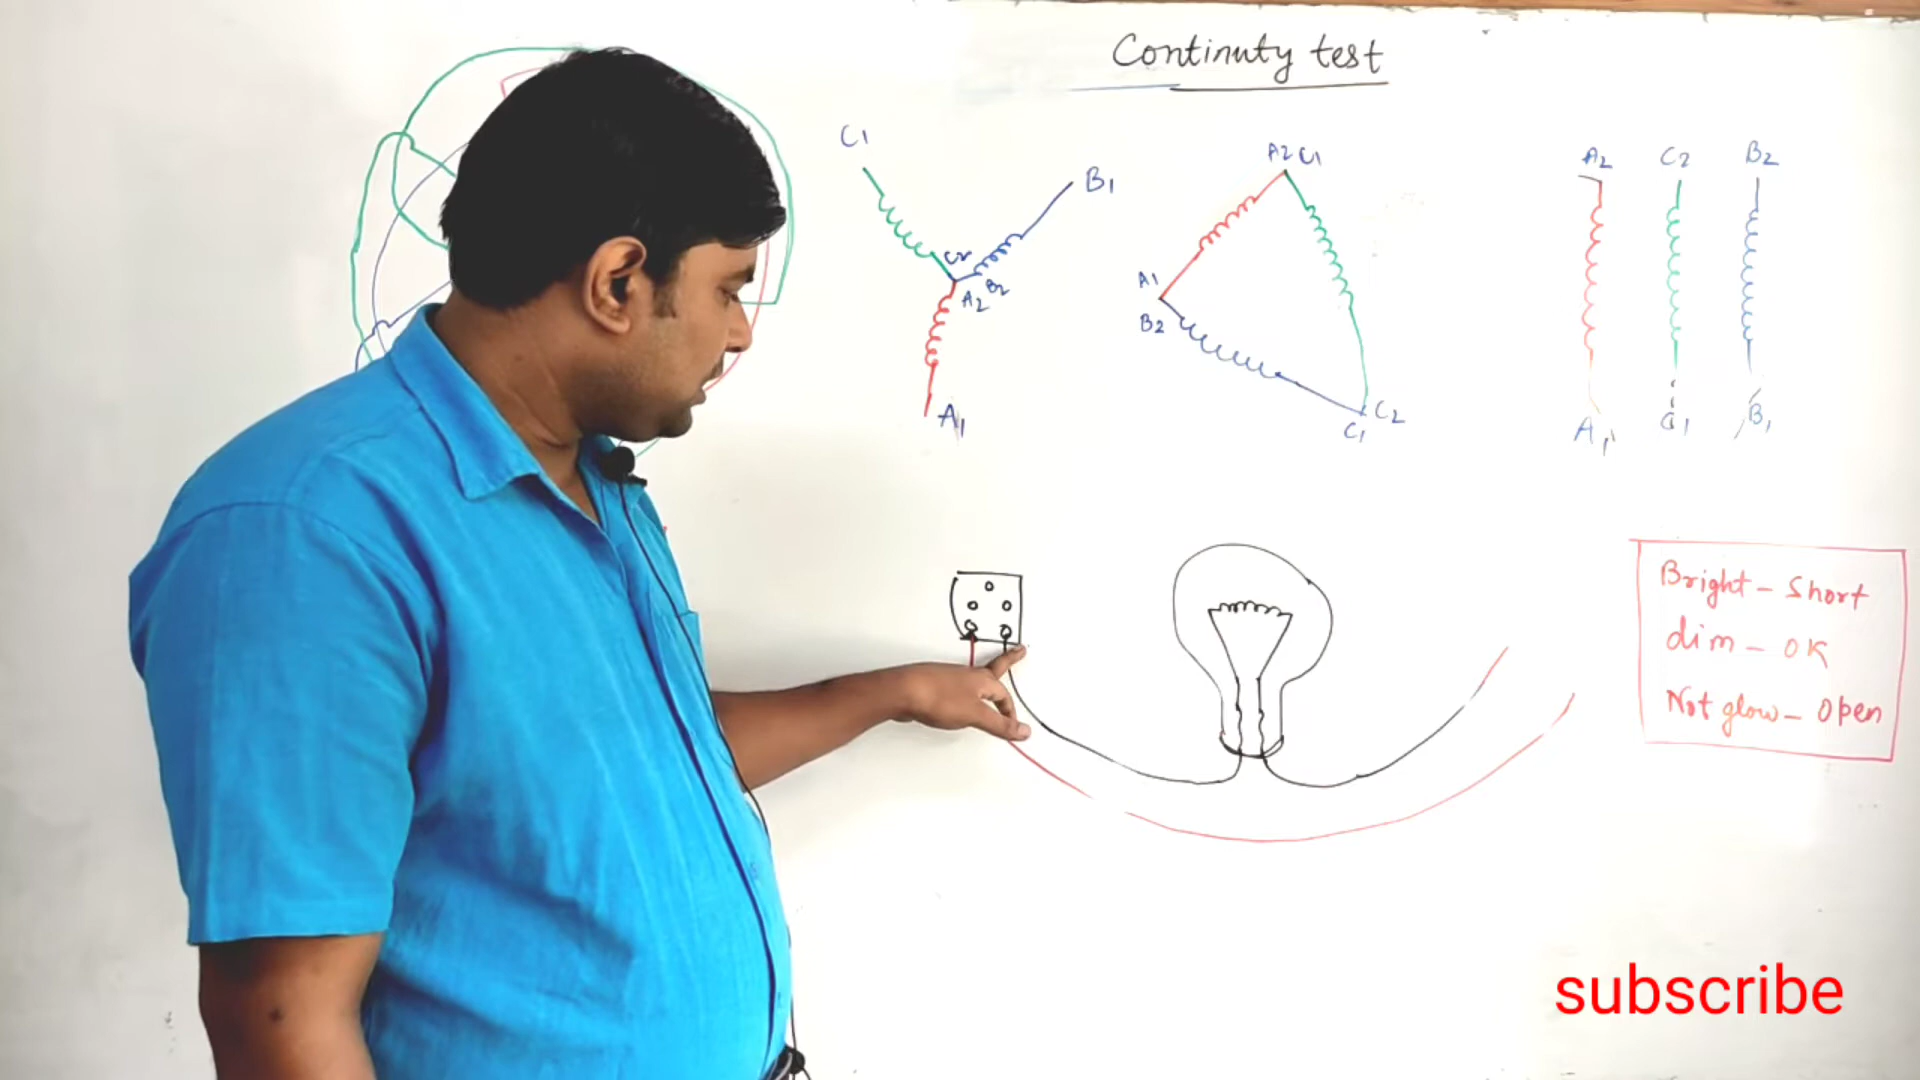 Continuty test
C1
B1
C2
A2 B2
A1
A2 C1
A1
B2
C2
C1
A2 C2 B2
A1 C1 B1
Bright - Short
dim - OK
Not glow - Open
subscribe